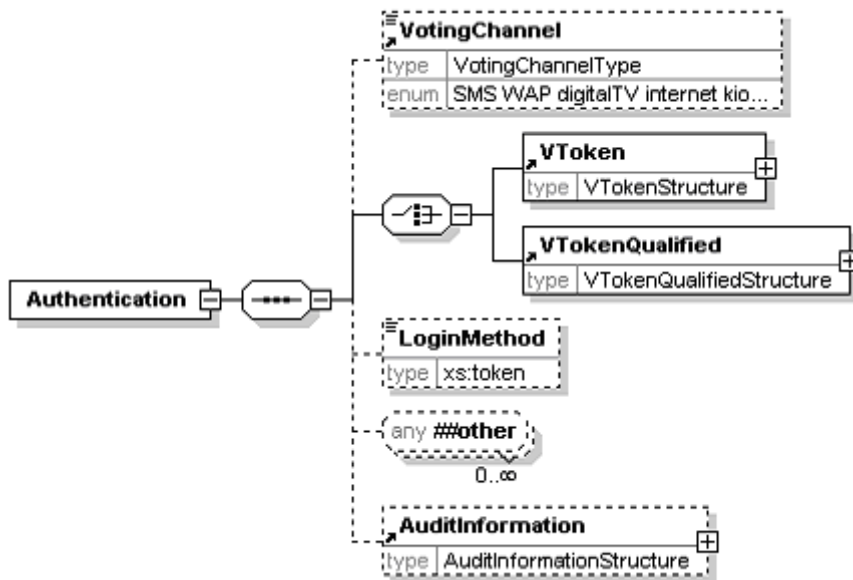 VotingChannel
type VotingChannelType
enum SMS WAP digitalTV internet kio...
VToken
type VTokenStructure
VTokenQualified
type VTokenQualifiedStructure
Authentication
LoginMethod
type xs:token
any ##other
0..∞
AuditInformation
type AuditInformationStructure